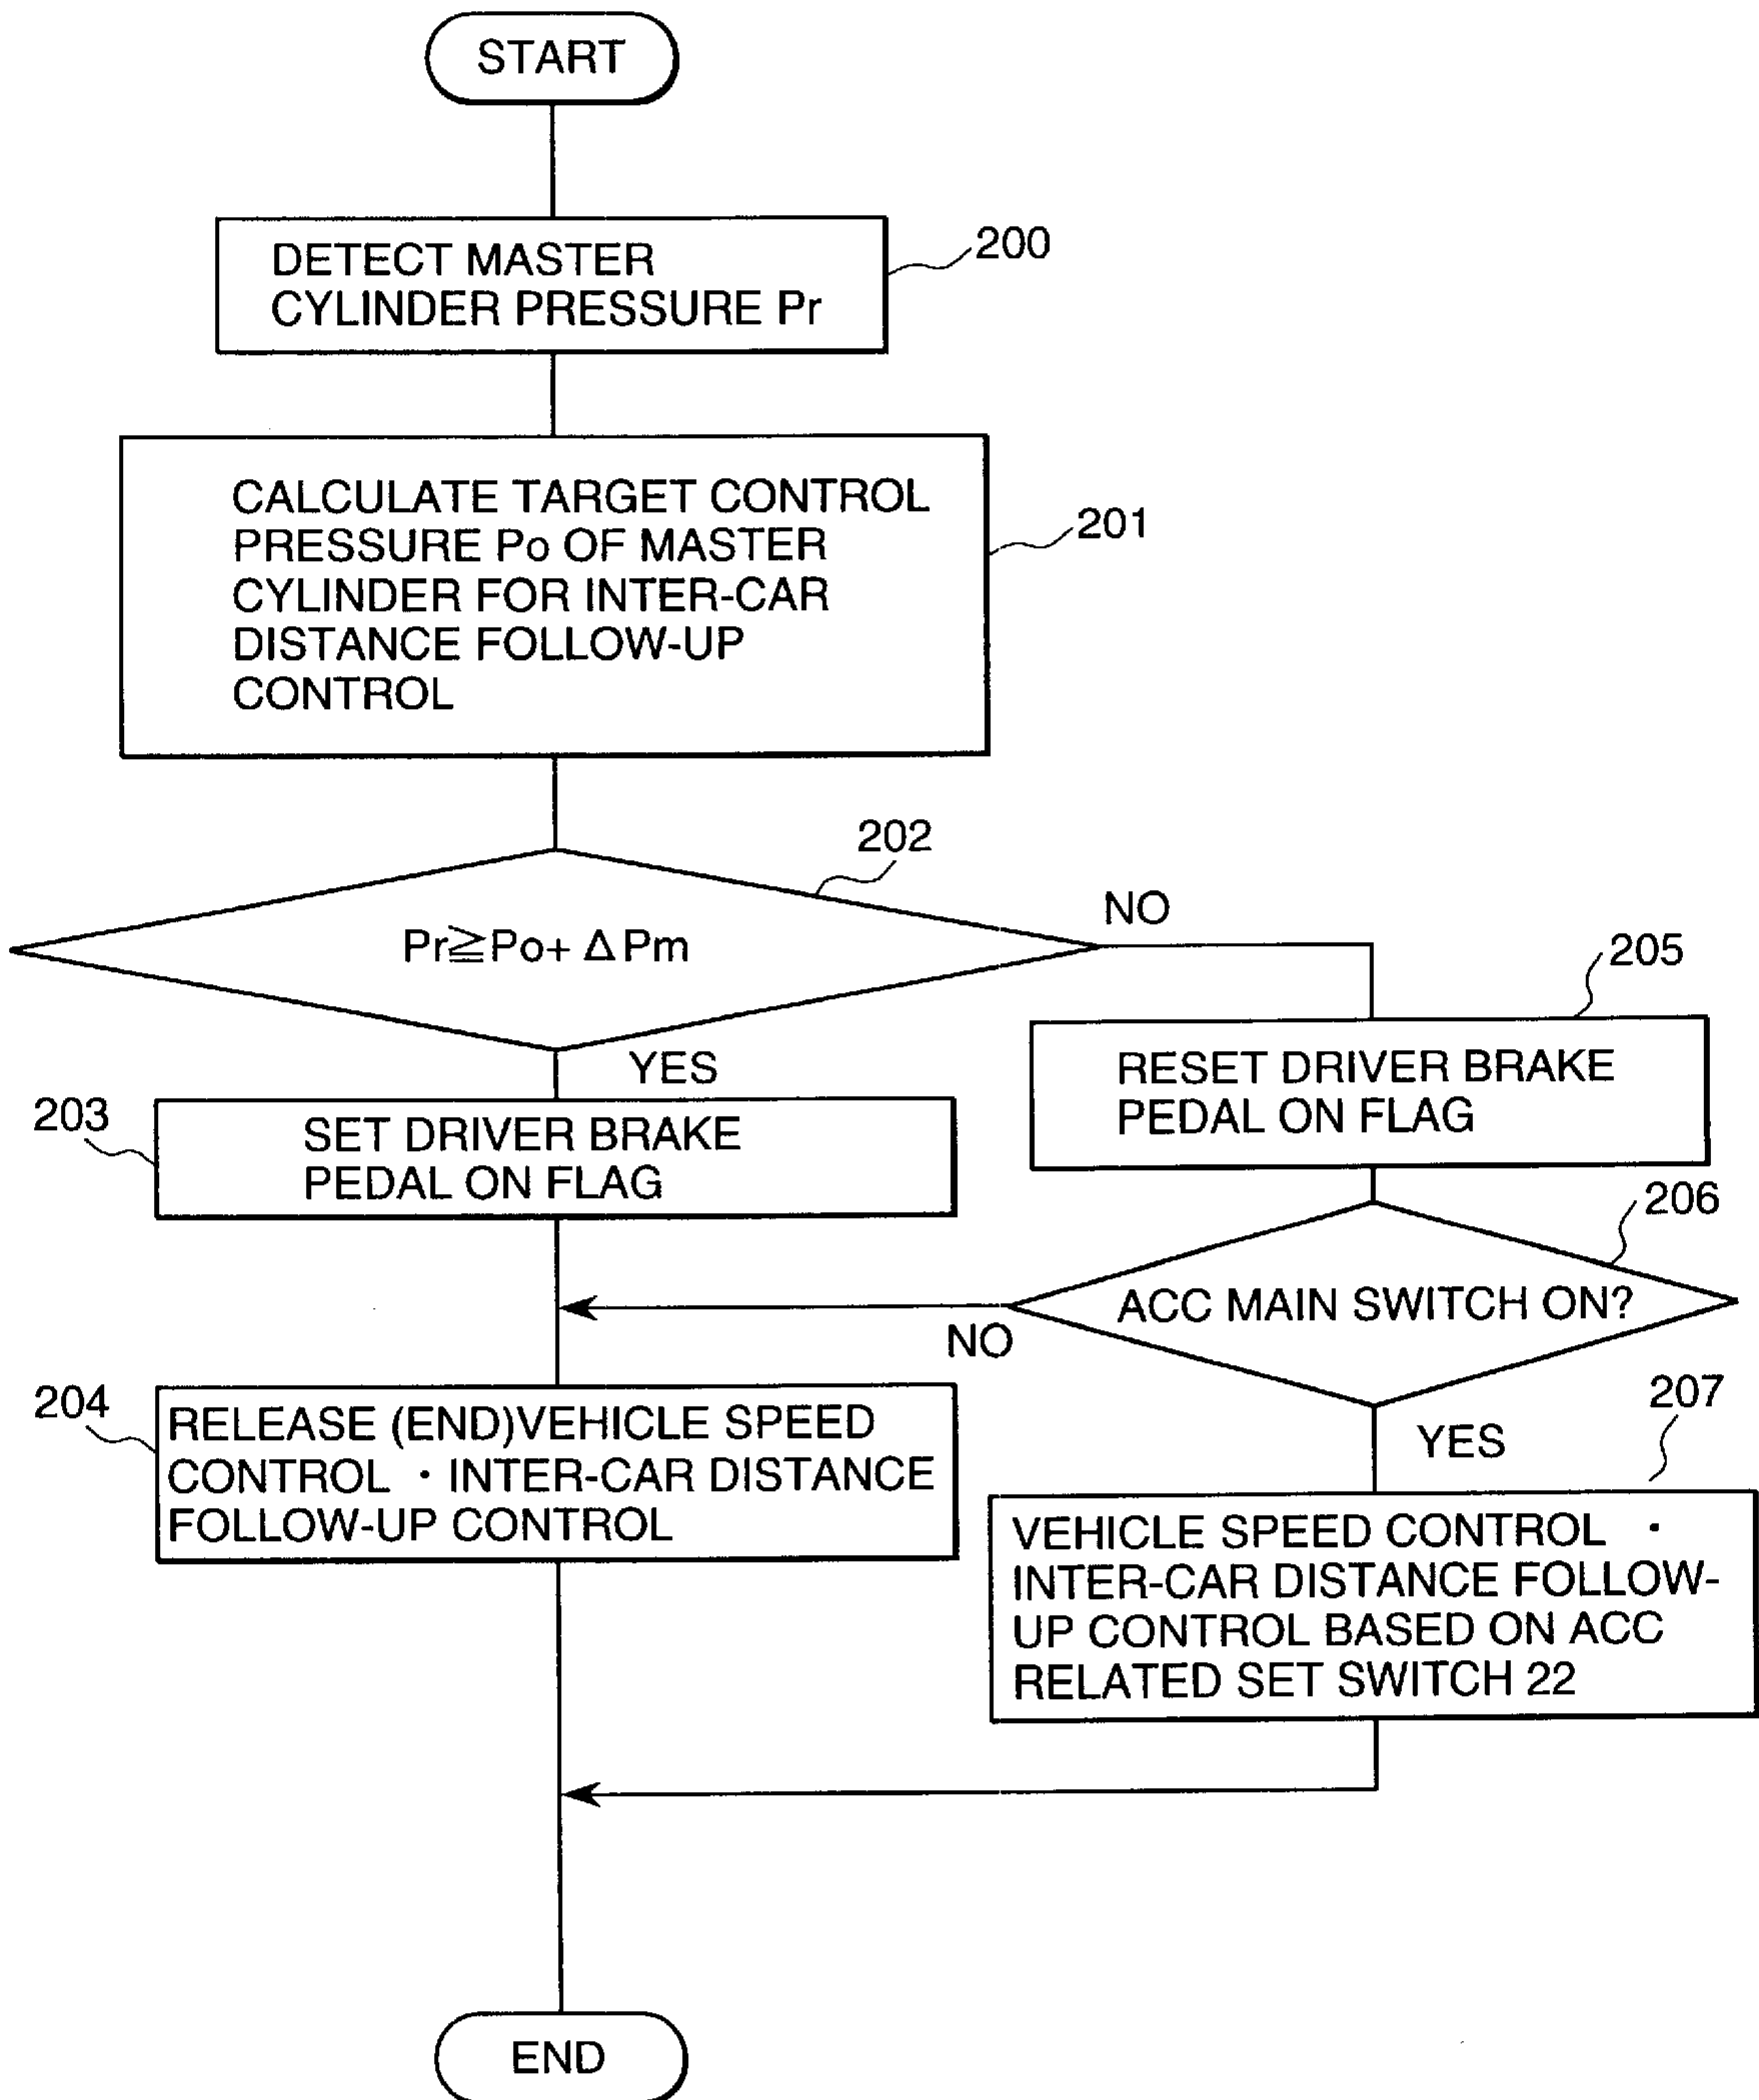 START
DETECT MASTER
CYLINDER PRESSURE Pr
200
CALCULATE TARGET CONTROL
PRESSURE Po OF MASTER
CYLINDER FOR INTER-CAR
DISTANCE FOLLOW-UP
CONTROL
201
202
Pr≧Po+ Δ Pm
NO
YES
205
RESET DRIVER BRAKE
PEDAL ON FLAG
203
SET DRIVER BRAKE
PEDAL ON FLAG
206
ACC MAIN SWITCH ON?
NO
YES
204
RELEASE (END)VEHICLE SPEED
CONTROL ・ INTER-CAR DISTANCE
FOLLOW-UP CONTROL
207
VEHICLE SPEED CONTROL ・
INTER-CAR DISTANCE FOLLOW-
UP CONTROL BASED ON ACC
RELATED SET SWITCH 22
END